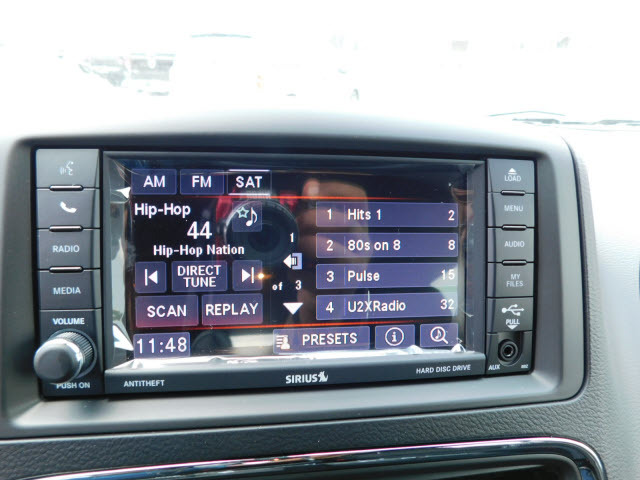 AM FM SAT
Hip-Hop
44
Hip-Hop Nation
DIRECT
TUNE
SCAN REPLAY
11:48
1
of 3
1 Hits 1 2
2 80s on 8 8
3 Pulse 15
4 U2XRadio 32
PRESETS
RADIO
MEDIA
VOLUME
PUSH ON
LOAD
MENU
AUDIO
MY
FILES
PULL
AUX
ANTITHEFT
SIRIUS
HARD DISC DRIVE